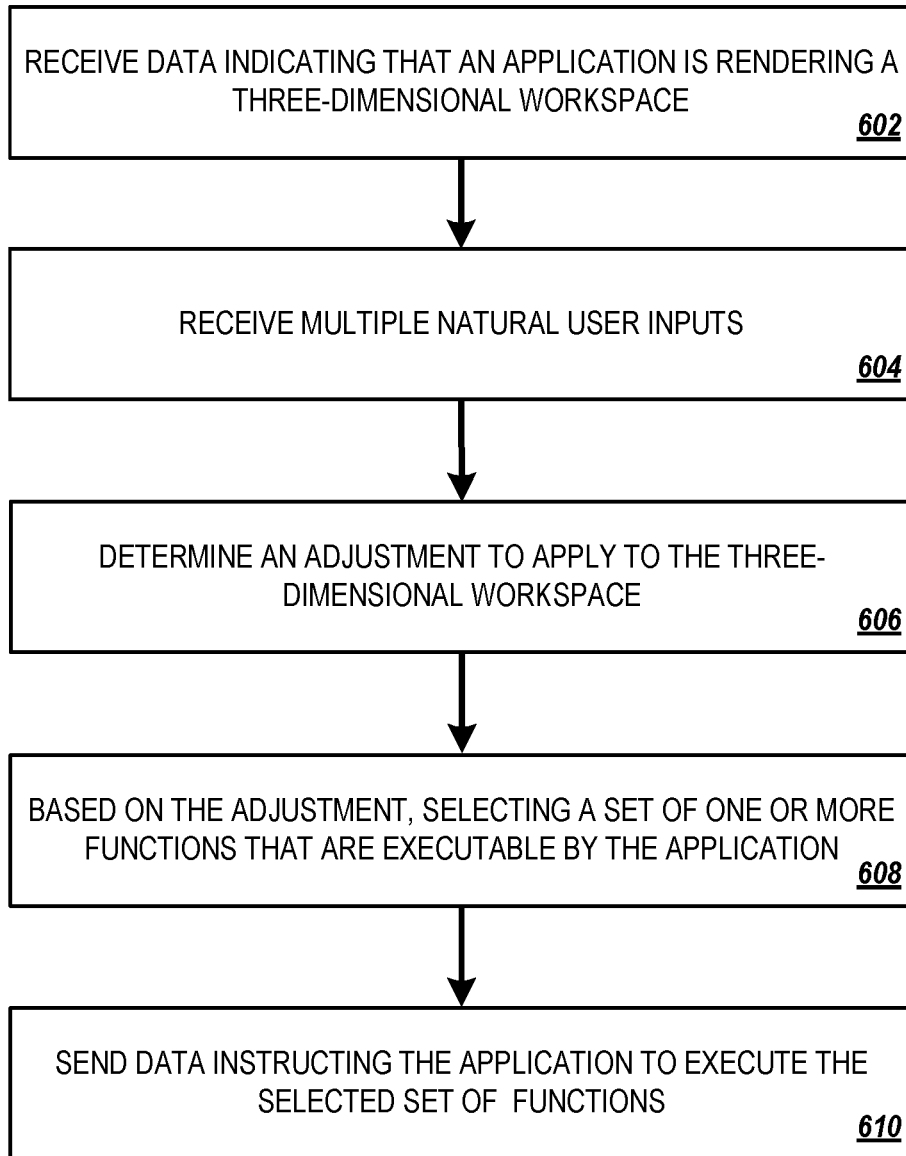 RECEIVE DATA INDICATING THAT AN APPLICATION IS RENDERING A
THREE-DIMENSIONAL WORKSPACE
602
RECEIVE MULTIPLE NATURAL USER INPUTS
604
DETERMINE AN ADJUSTMENT TO APPLY TO THE THREE-
DIMENSIONAL WORKSPACE
606
BASED ON THE ADJUSTMENT, SELECTING A SET OF ONE OR MORE
FUNCTIONS THAT ARE EXECUTABLE BY THE APPLICATION
608
SEND DATA INSTRUCTING THE APPLICATION TO EXECUTE THE
SELECTED SET OF FUNCTIONS
610